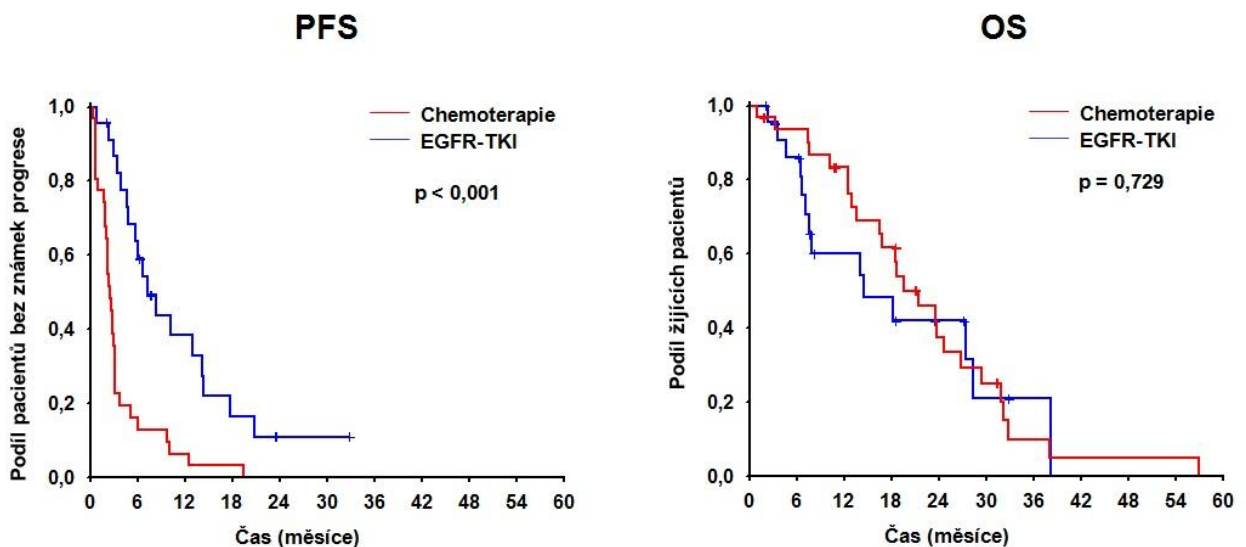 PFS
Podíl pacientů bez známek progrese
1,0
0,8
0,6
0,4
0,2
0,0
Chemoterapie
EGFR-TKI
p < 0,001
0 6 12 18 24 30 36 42 48 54 60
Čas (měsíce)
OS
Podíl žijících pacientů
1,0
0,8
0,6
0,4
0,2
0,0
Chemoterapie
EGFR-TKI
p = 0,729
0 6 12 18 24 30 36 42 48 54 60
Čas (měsíce)